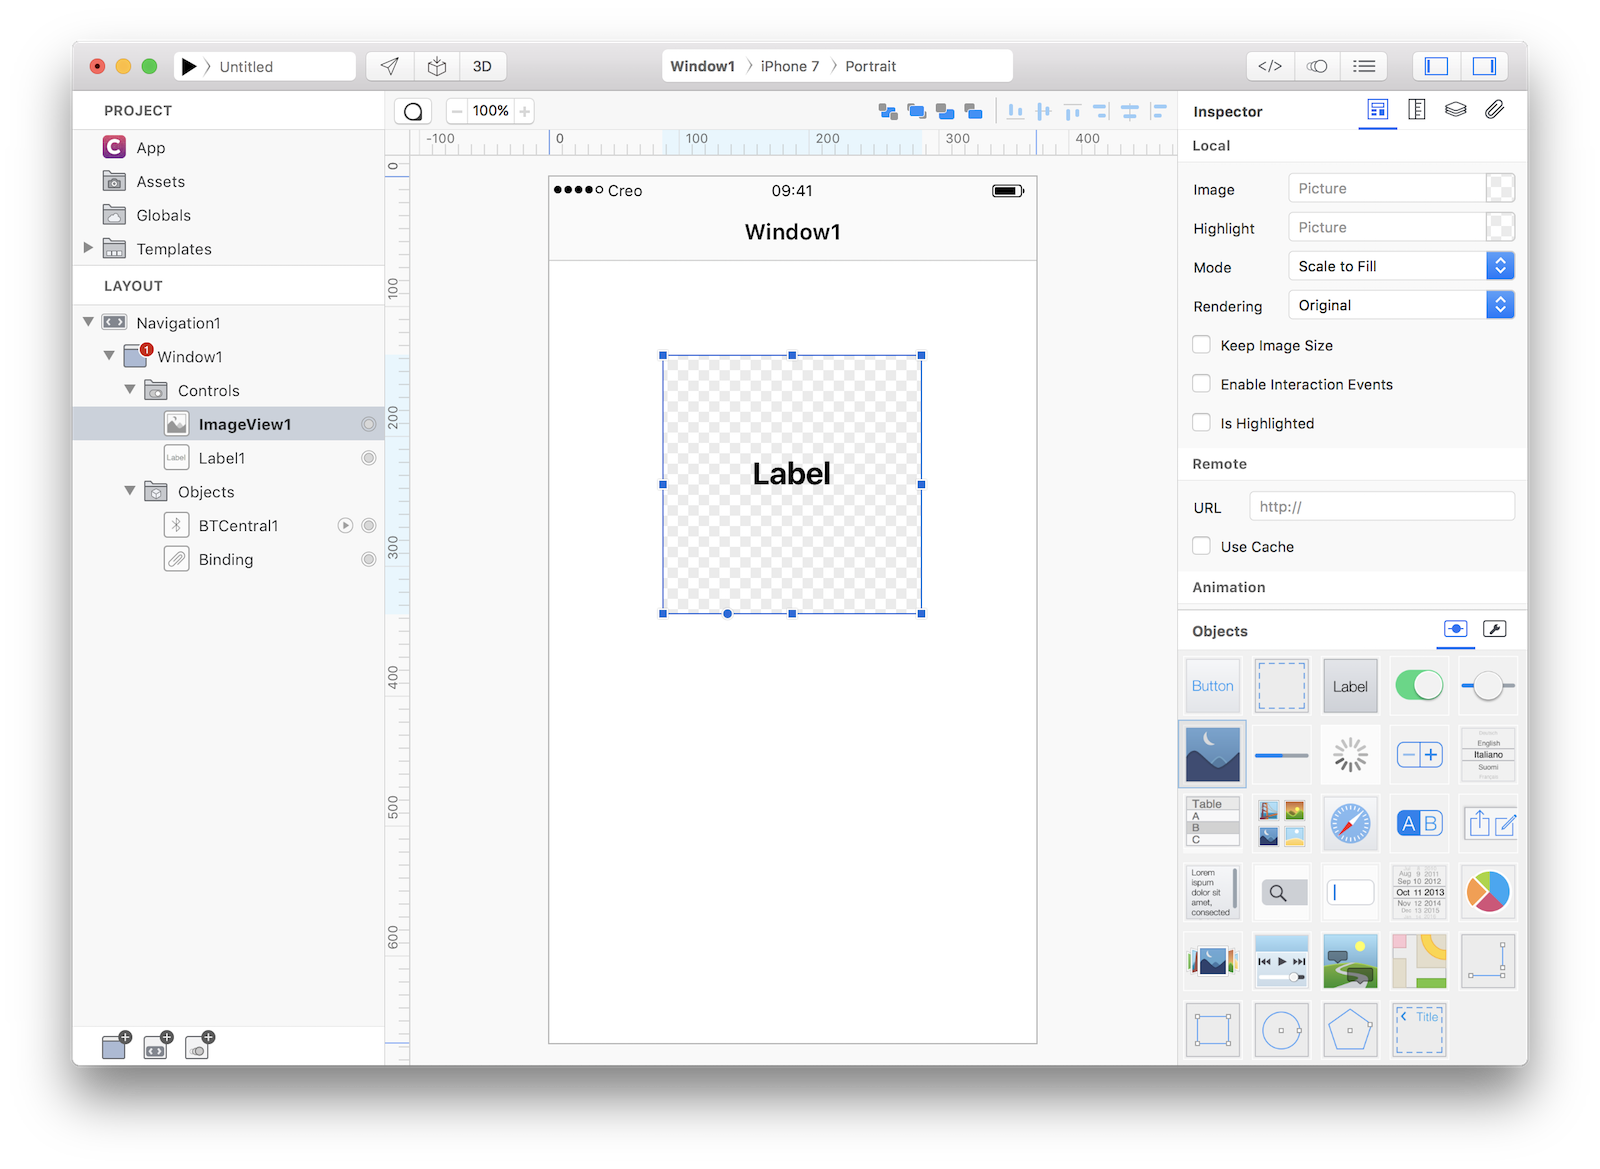 Untitled
3D
Window1 > iPhone 7 > Portrait
</>
PROJECT
App
Assets
Globals
Templates
LAYOUT
Navigation1
1
Window1
Controls
ImageView1
Label
Label1
Objects
BTCentral1
Binding
100%
-100 0 100 200 300 400
0
100
200
300
400
500
600
Creo
09:41
Window1
Label
Inspector
Local
Image Picture
Highlight Picture
Mode Scale to Fill
Rendering Original
Keep Image Size
Enable Interaction Events
Is Highlighted
Remote
URL http://
Use Cache
Animation
Objects
Button
Label
English
Italiano
Suomi
Table
A
B
C
A B
Lorem
ispum
dolor sit
amet,
consected
Aug 9 2011
Sep 10 2012
Oct 11 2013
Nov 12 2014
Dec 13 2015
Title